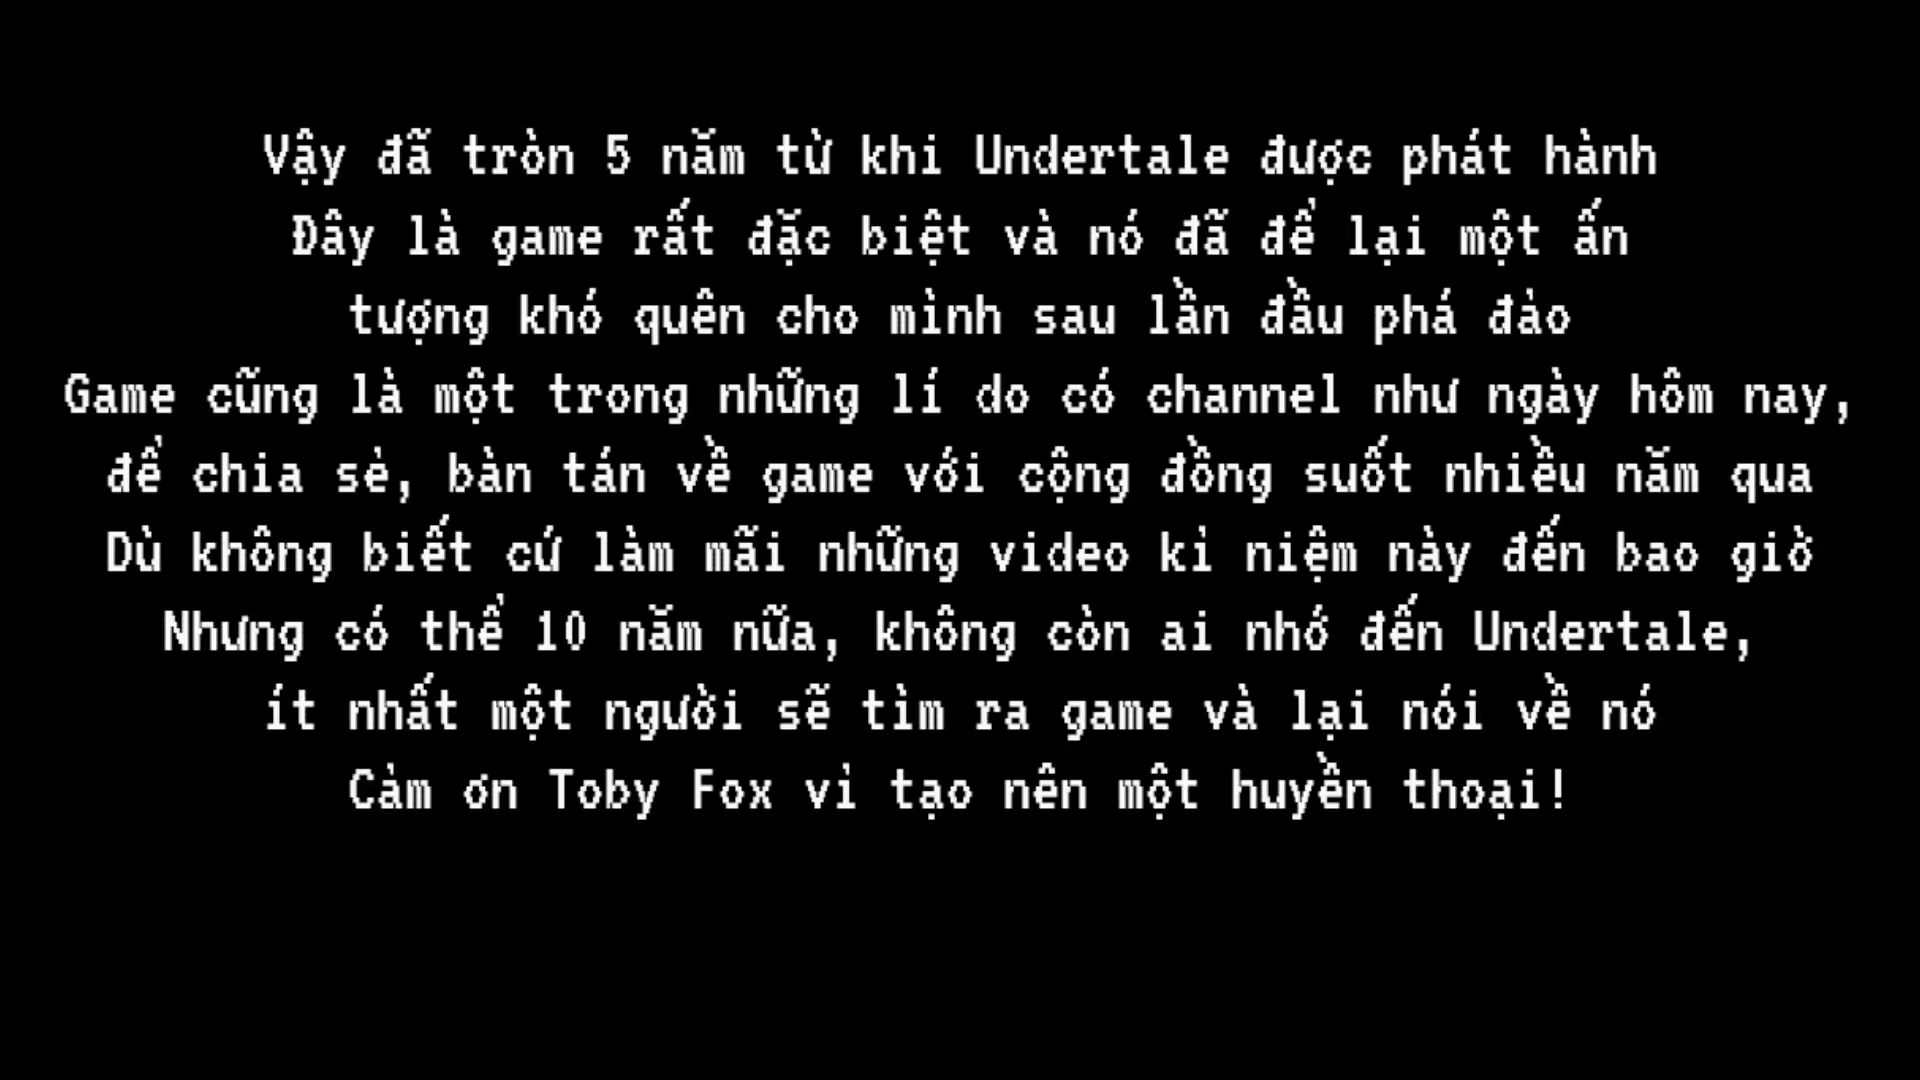 Vậy đã tròn 5 năm từ khi Undertale được phát hành
Đây là game rất đặc biệt và nó đã để lại một ấn
tượng khó quên cho mình sau lần đầu phá đảo
Game cũng là một trong những lí do có channel như ngày hôm nay,
để chia sẻ, bàn tán về game với cộng đồng suốt nhiều năm qua
Dù không biết cứ làm mãi những video kỉ niệm này đến bao giờ
Nhưng có thể 10 năm nữa, không còn ai nhớ đến Undertale,
ít nhất một người sẽ tìm ra game và lại nói về nó
Cảm ơn Toby Fox vỉ tạo nên một huyền thoại!